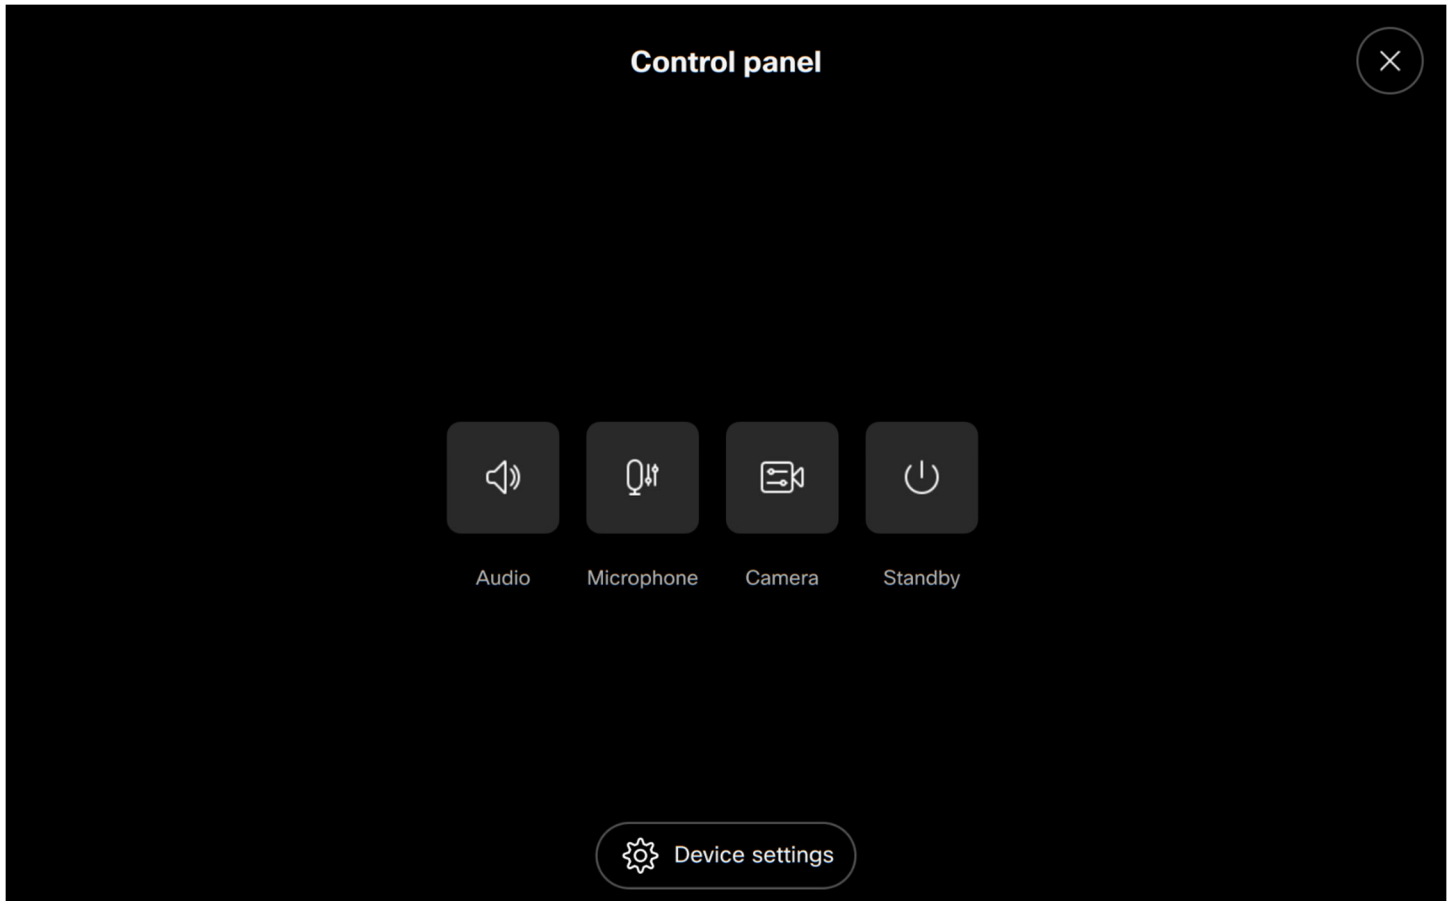 Control panel
Audio
Microphone
Camera
Standby
Device settings